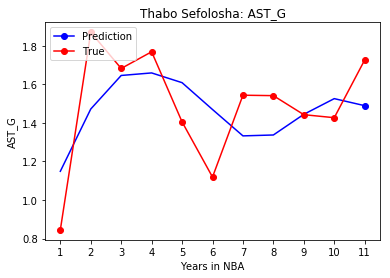 Thabo Sefolosha: AST_G
Prediction
True
1.8
1.6
1.4
1.2
1.0
0.8
AST_G
1 2 3 4 5 6 7 8 9 10 11
Years in NBA